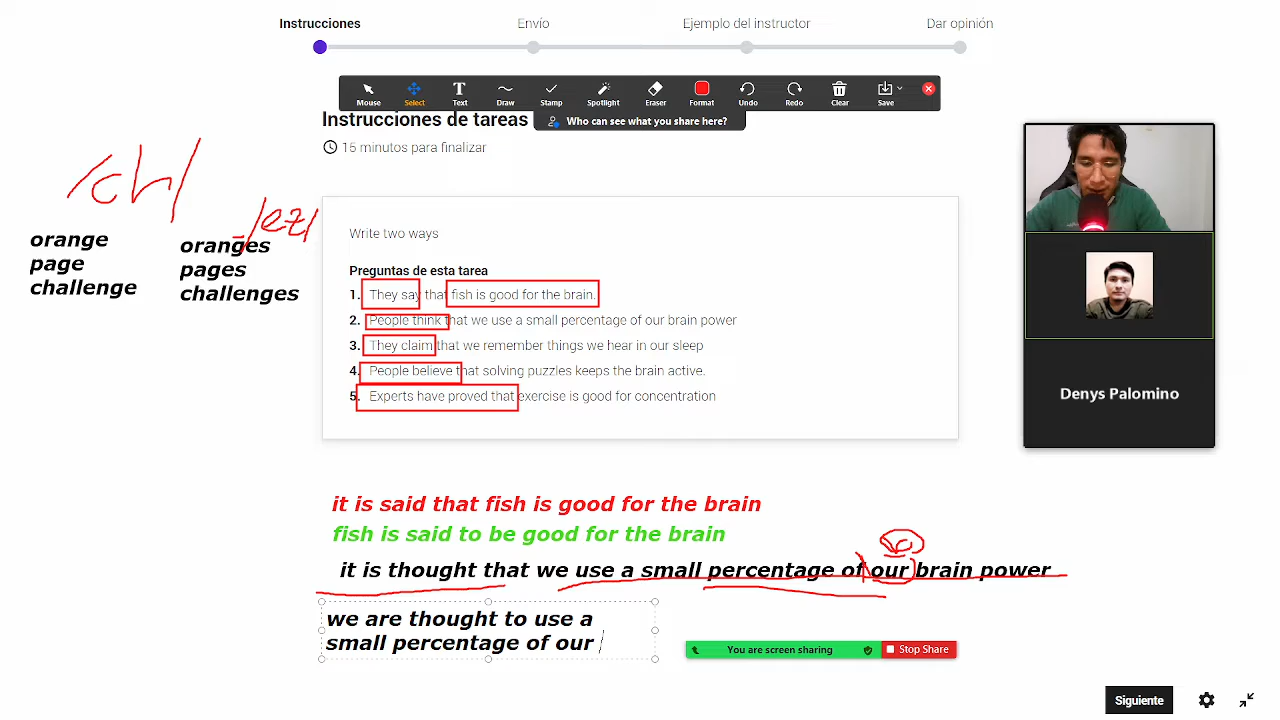 Instrucciones
Envío
Ejemplo del instructor
Dar opinión
Mouse
Select
Text
Draw
Stamp
Spotlight
Eraser
Format
Undo
Redo
Clear
Save
Instrucciones de tareas
Who can see what you share here?
16 minutos para finalizar
/ch/
/ez/
orange
page
challenge
oranges
pages
challenges
Write two ways
Preguntas de esta tarea
1. They say that fish is good for the brain.
2. People think that we use a small percentage of our brain power
3. They claim that we remember things we hear in our sleep
4. People believe that solving puzzles keeps the brain active.
5. Experts have proved that exercise is good for concentration
Denys Palomino
it is said that fish is good for the brain
fish is said to be good for the brain
it is thought that we use a small percentage of our brain power
we are thought to use a
small percentage of our
You are screen sharing
Stop Share
Siguiente